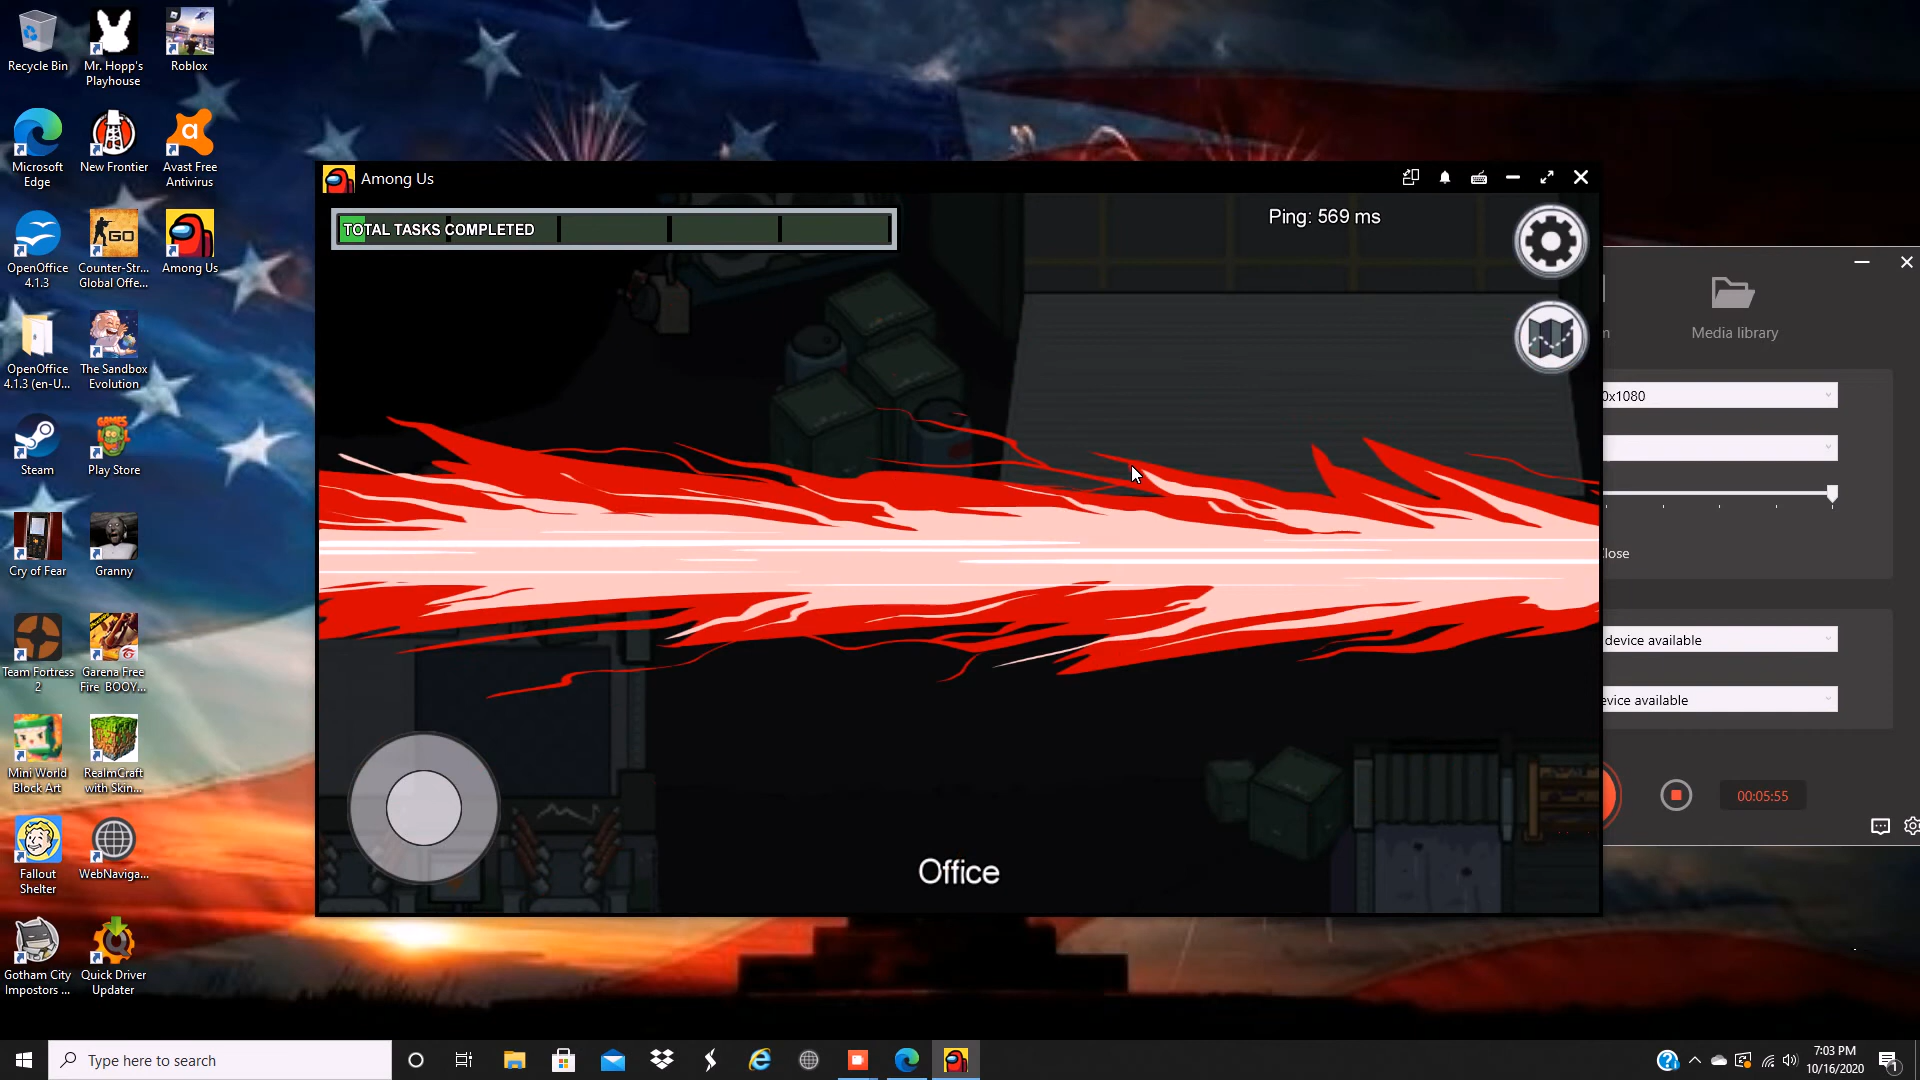 Recycle Bin
Mr. Hopp's
Playhouse
Roblox
Microsoft
Edge
New Frontier
Avast Free
Antivirus
OpenOffice
4.1.3
GO
Counter-Str...
Global Offe...
Among Us
OpenOffice
4.1.3 (en-U...
The Sandbox
Evolution
Steam
Play Store
Cry of Fear
Granny
Team Fortress
2
Garena Free
Fire BOOY...
Mini World
Block Art
RealmCraft
with Skin...
Fallout
Shelter
WebNaviga...
Gotham City
Impostors ...
Quick Driver
Updater
Among Us
TOTAL TASKS COMPLETED
Ping: 569 ms
Office
Media library
0x1080
device available
evice available
00:05:55
Type here to search
7:03 PM
10/16/2020
1